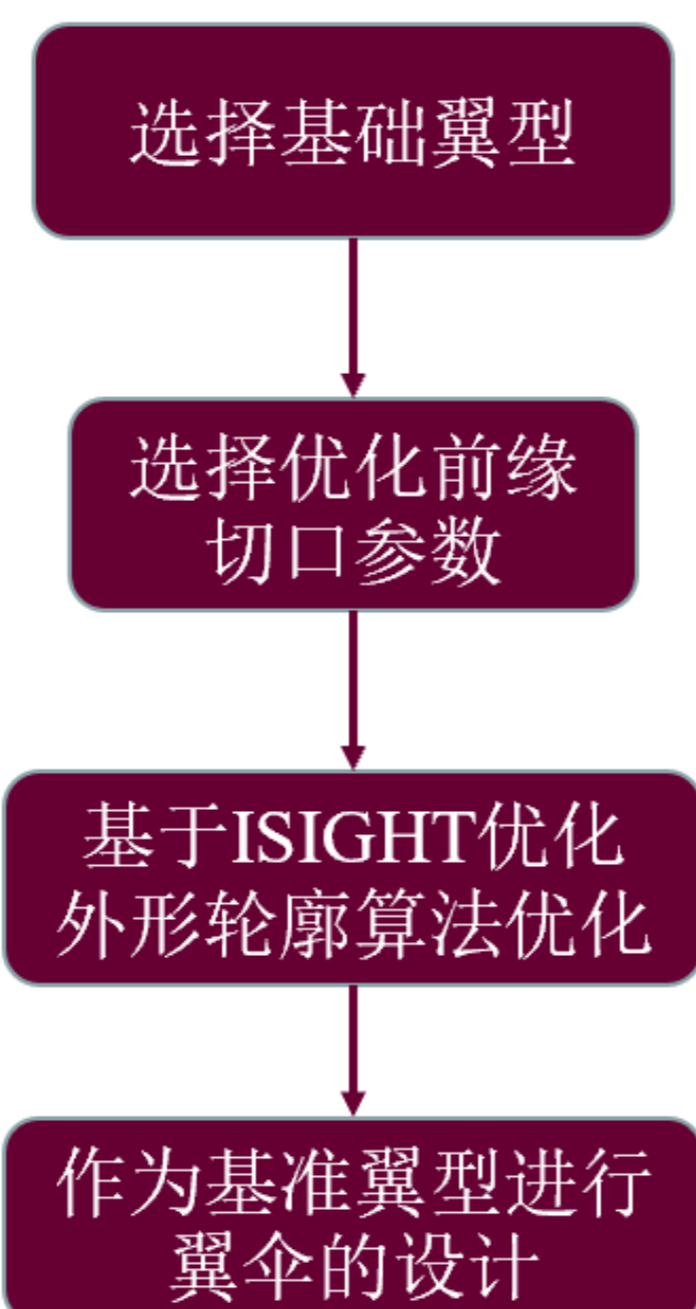 选择基础翼型
选择优化前缘
切口参数
基于ISIGHT优化
外形轮廓算法优化
作为基准翼型进行
翼伞的设计